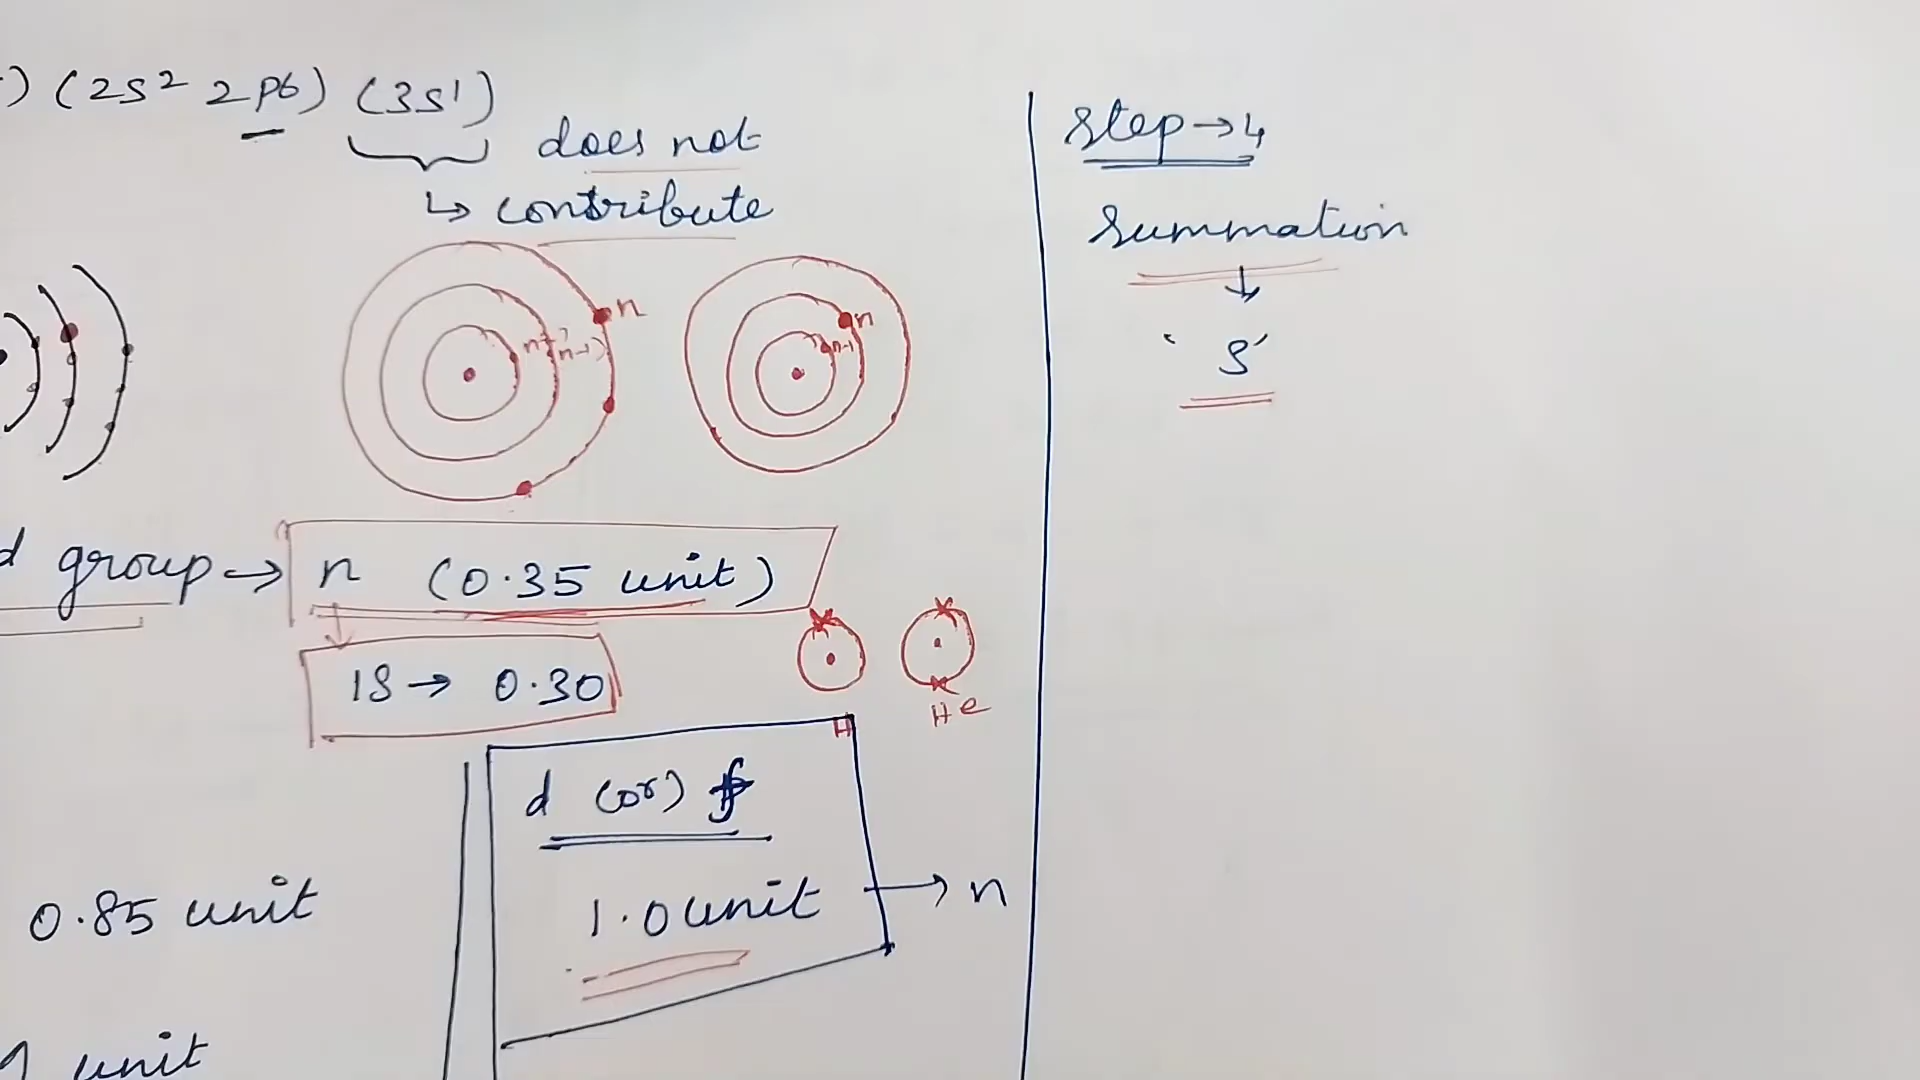 ) (2s² 2p6) (3s¹)
does not
↳ contribute
n
n-1)
n
n-1
d group → n (0.35 unit)
1S → 0.30
H
He
d (or) f
1.0 unit → n
0.85 unit
unit
Step → 4
Summation
↓
‘S’